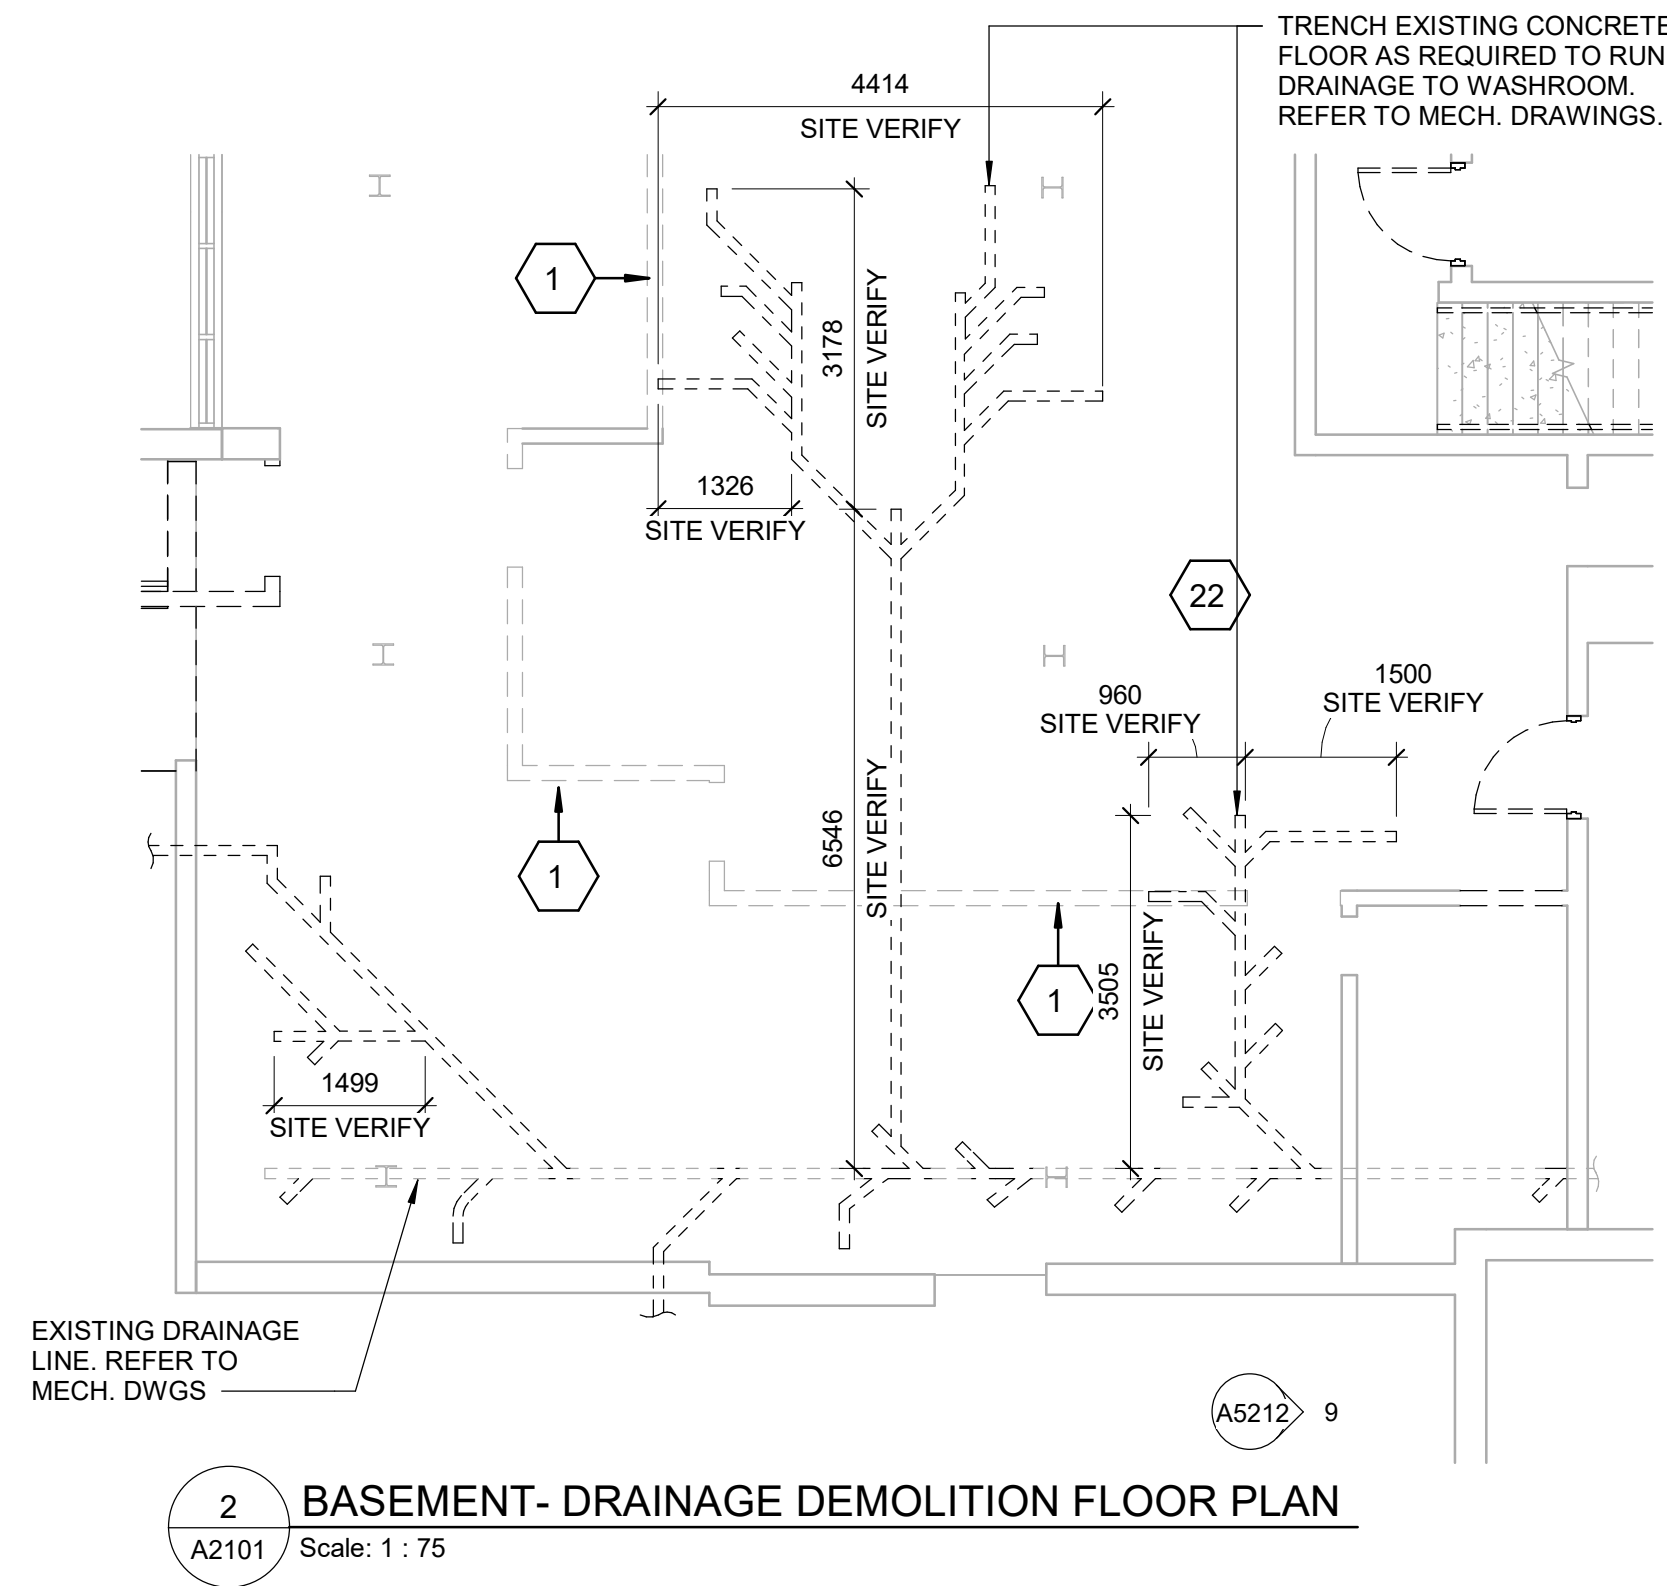 TRENCH EXISTING CONCRETE
FLOOR AS REQUIRED TO RUN
DRAINAGE TO WASHROOM.
REFER TO MECH. DRAWINGS.
4414
SITE VERIFY
1
3178
SITE VERIFY
1326
SITE VERIFY
22
960
SITE VERIFY
1500
SITE VERIFY
6546
SITE VERIFY
1
1
3505
SITE VERIFY
1499
SITE VERIFY
EXISTING DRAINAGE
LINE. REFER TO
MECH. DWGS
A5212 9
2
A2101
BASEMENT- DRAINAGE DEMOLITION FLOOR PLAN
Scale: 1 : 75